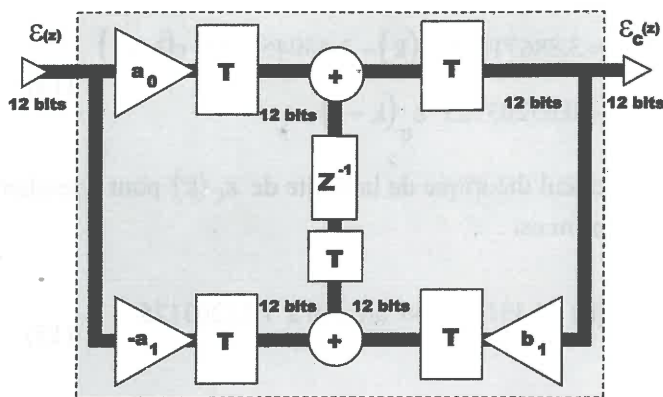 ε(z)
εc(z)
a0
T
+
T
12 bits
12 bits
12 bits
12 bits
Z-1
T
12 bits
12 bits
-a1
T
+
T
b1